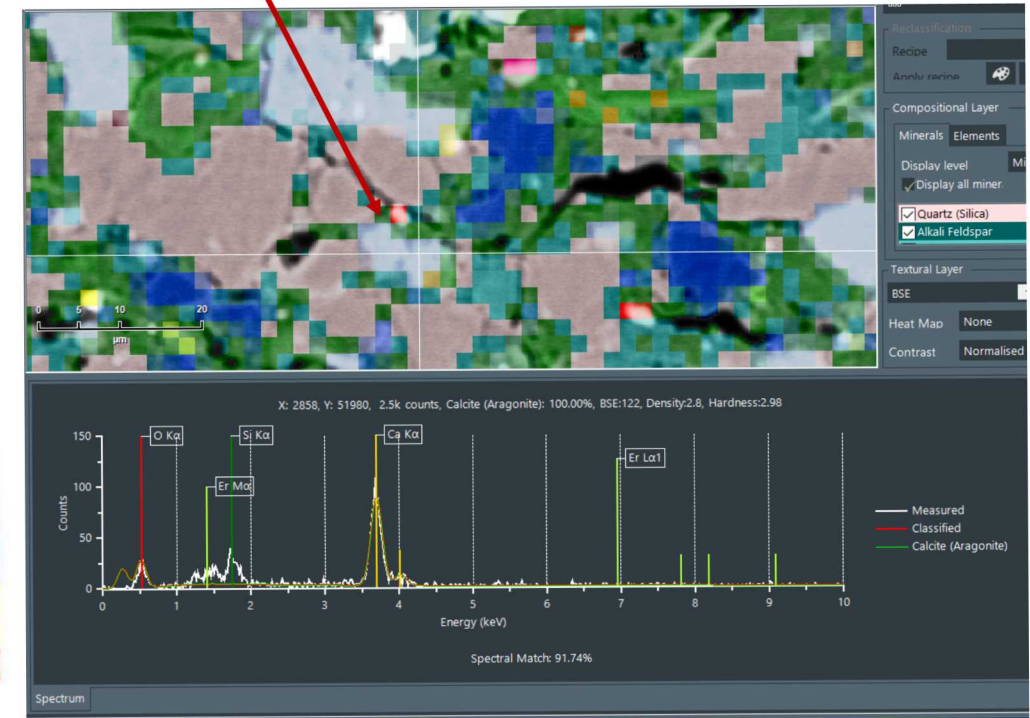 Reclassification
Recipe
Apply recipe
Compositional Layer
Minerals Elements
Display level Mi
Display all miner
Quartz (Silica)
Alkali Feldspar
Textural Layer
BSE
Heat Map None
Contrast Normalised
0 5 10 20
µm
X: 2858, Y: 51980, 2.5k counts, Calcite (Aragonite): 100.00%, BSE:122, Density:2.8, Hardness:2.98
150
100
50
0
Counts
O Kα
Si Kα
Ca Kα
Er Mα
Er Lα1
Measured
Classified
Calcite (Aragonite)
0 1 2 3 4 5 6 7 8 9 10
Energy (keV)
Spectral Match: 91.74%
Spectrum